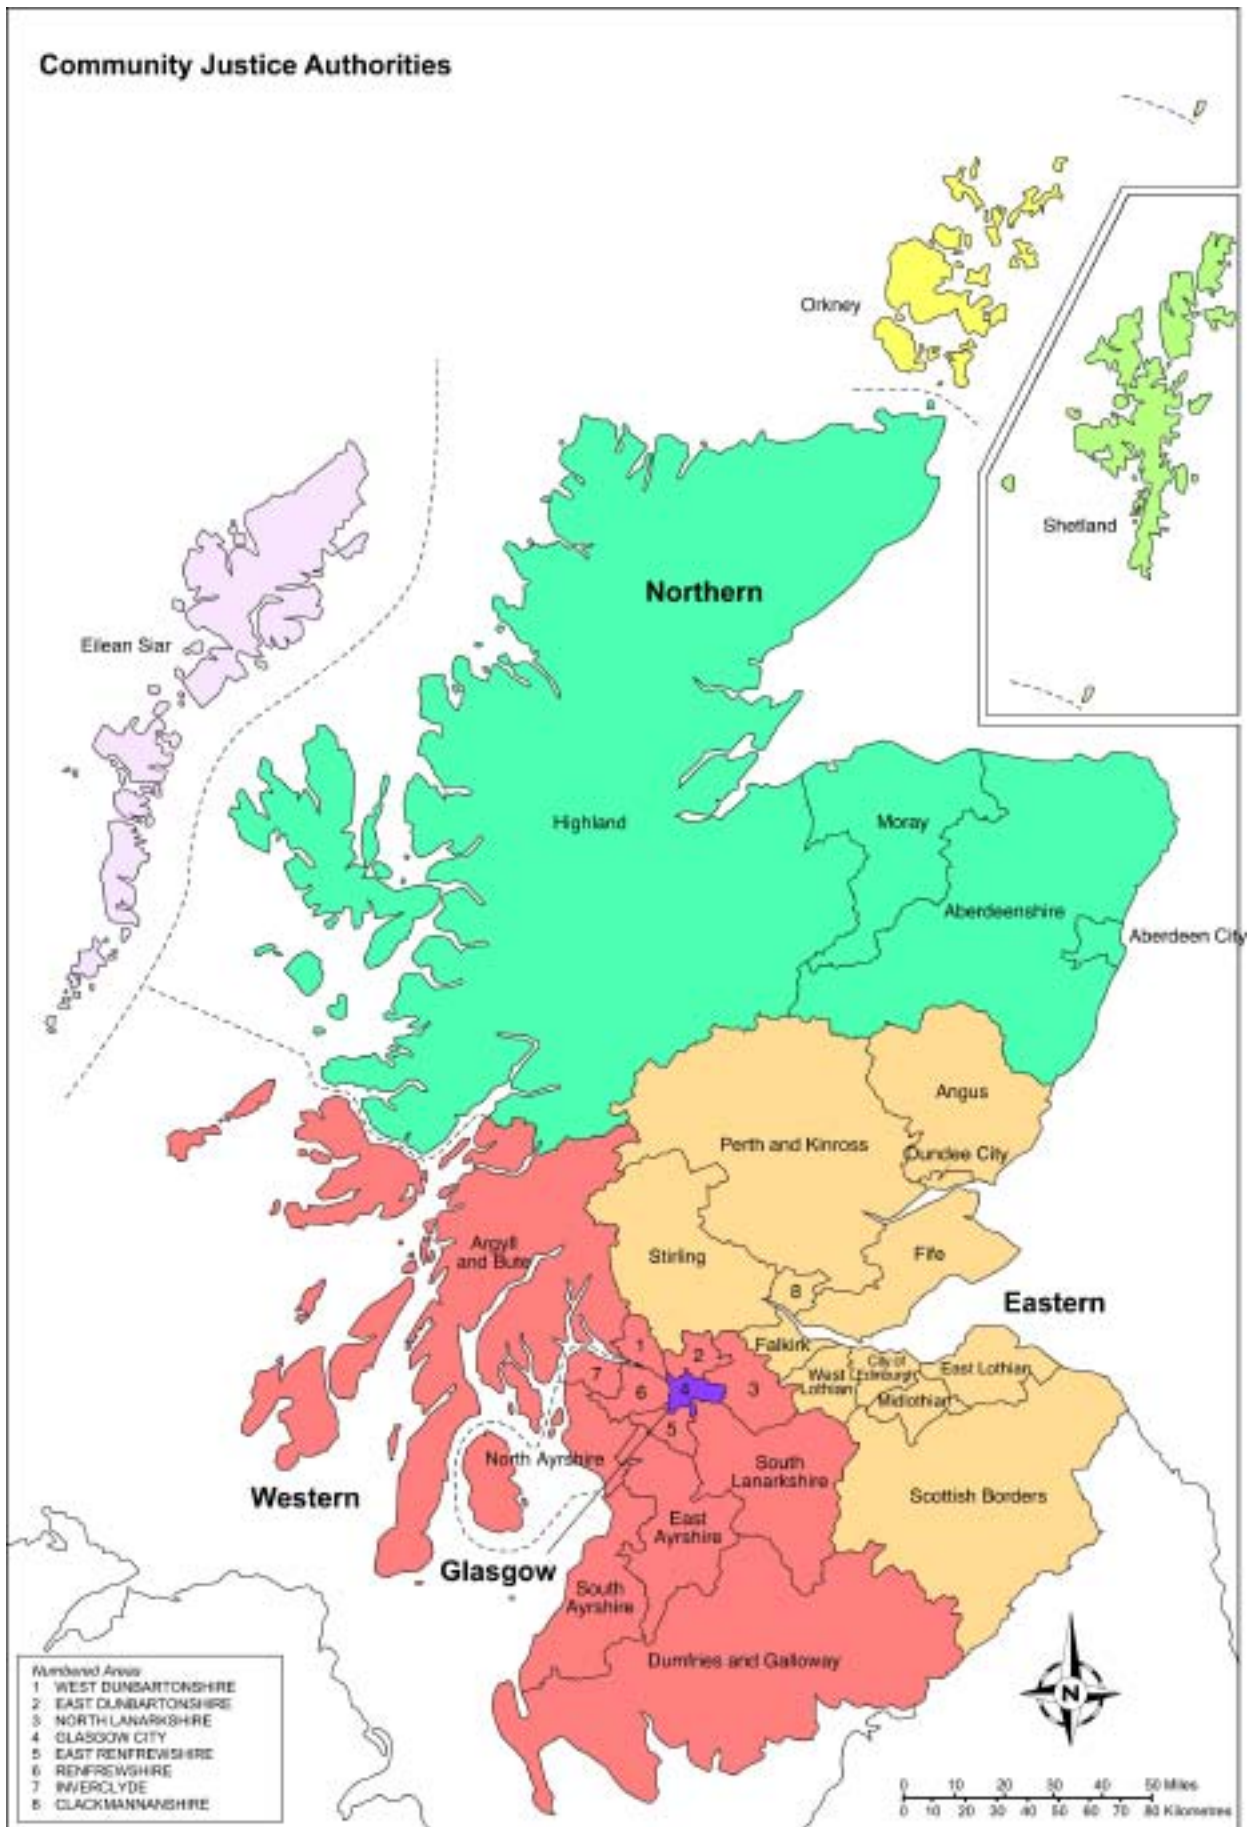 Community Justice Authorities
Orkney
Shetland
Northern
Eilean Siar
Highland
Moray
Aberdeenshire
Aberdeen City
Angus
Perth and Kinross
Dundee City
Argyll
and Bute
Stirling
Fife
8
Eastern
1
2
Falkirk
7
6
4
3
West
Lothian
City of
Edinburgh
East Lothian
Midlothian
5
North Ayrshire
South
Lanarkshire
Western
Scottish Borders
East
Ayrshire
Glasgow
South
Ayrshire
Dumfries and Galloway
N
Numbered Areas
1 WEST DUNBARTONSHIRE
2 EAST DUNBARTONSHIRE
3 NORTH LANARKSHIRE
4 GLASGOW CITY
5 EAST RENFREWSHIRE
6 RENFREWSHIRE
7 INVERCLYDE
8 CLACKMANNANSHIRE
0 10 20 30 40 50 Miles
0 10 20 30 40 50 60 70 80 Kilometres